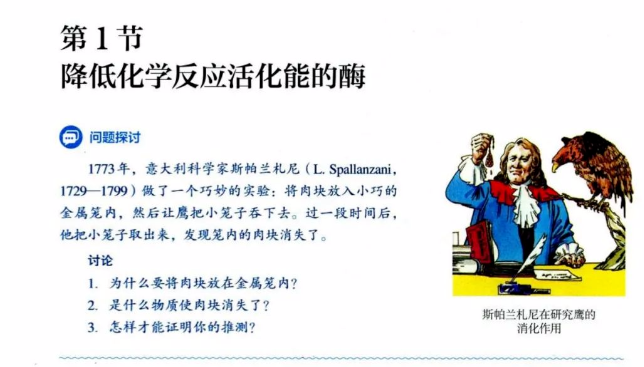 第1节
降低化学反应活化能的酶
问题探讨
1773年，意大利科学家斯帕兰札尼（L. Spallanzani，
1729—1799）做了一个巧妙的实验：将肉块放入小巧的
金属笼内，然后让鹰把小笼子吞下去。过一段时间后，
他把小笼子取出来，发现笼内的肉块消失了。
讨论
1. 为什么要将肉块放在金属笼内？
2. 是什么物质使肉块消失了？
3. 怎样才能证明你的推测？
斯帕兰札尼在研究鹰的
消化作用